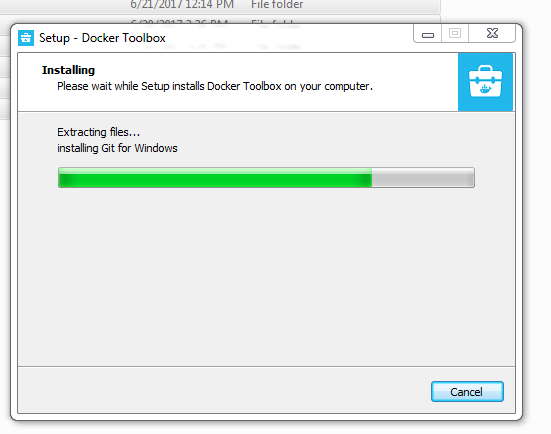 6/21/2017 12:14 PM File folder
File folder
Setup - Docker Toolbox
Installing
Please wait while Setup installs Docker Toolbox on your computer.
Extracting files...
installing Git for Windows
Cancel